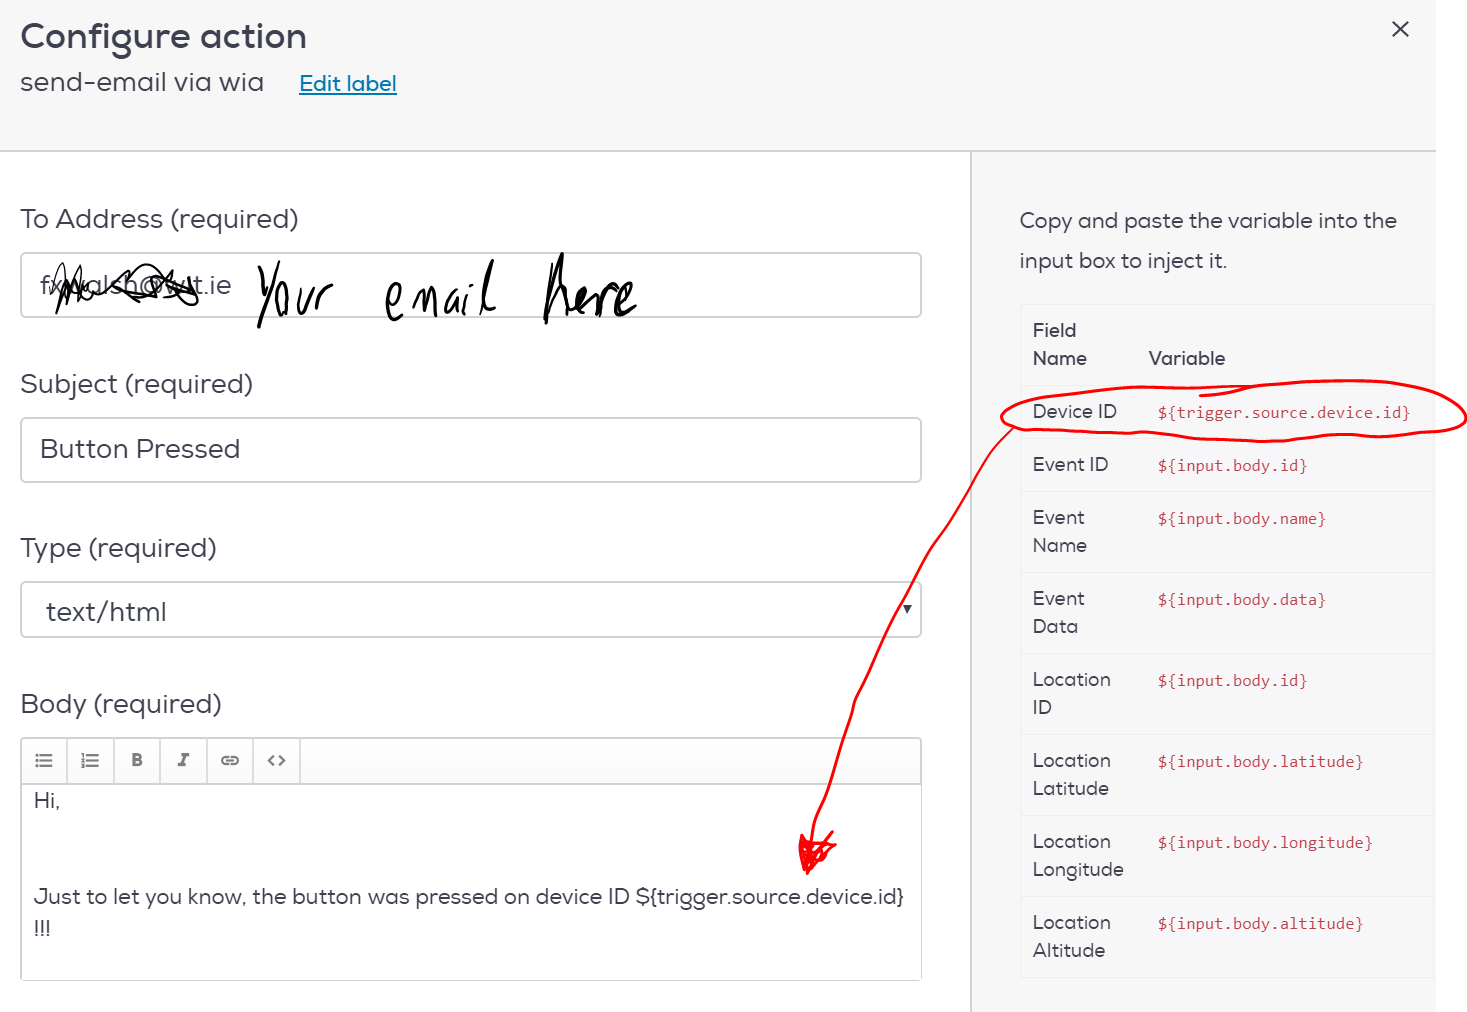 Configure action
send-email via wia Edit label
To Address (required)
Your email here
Subject (required)
Button Pressed
Type (required)
text/html
Body (required)
B I
Hi,
Just to let you know, the button was pressed on device ID ${trigger.source.device.id}
!!!
Copy and paste the variable into the
input box to inject it.
Field
Name Variable
Device ID ${trigger.source.device.id}
Event ID ${input.body.id}
Event
Name ${input.body.name}
Event
Data ${input.body.data}
Location
ID ${input.body.id}
Location
Latitude ${input.body.latitude}
Location
Longitude ${input.body.longitude}
Location
Altitude ${input.body.altitude}